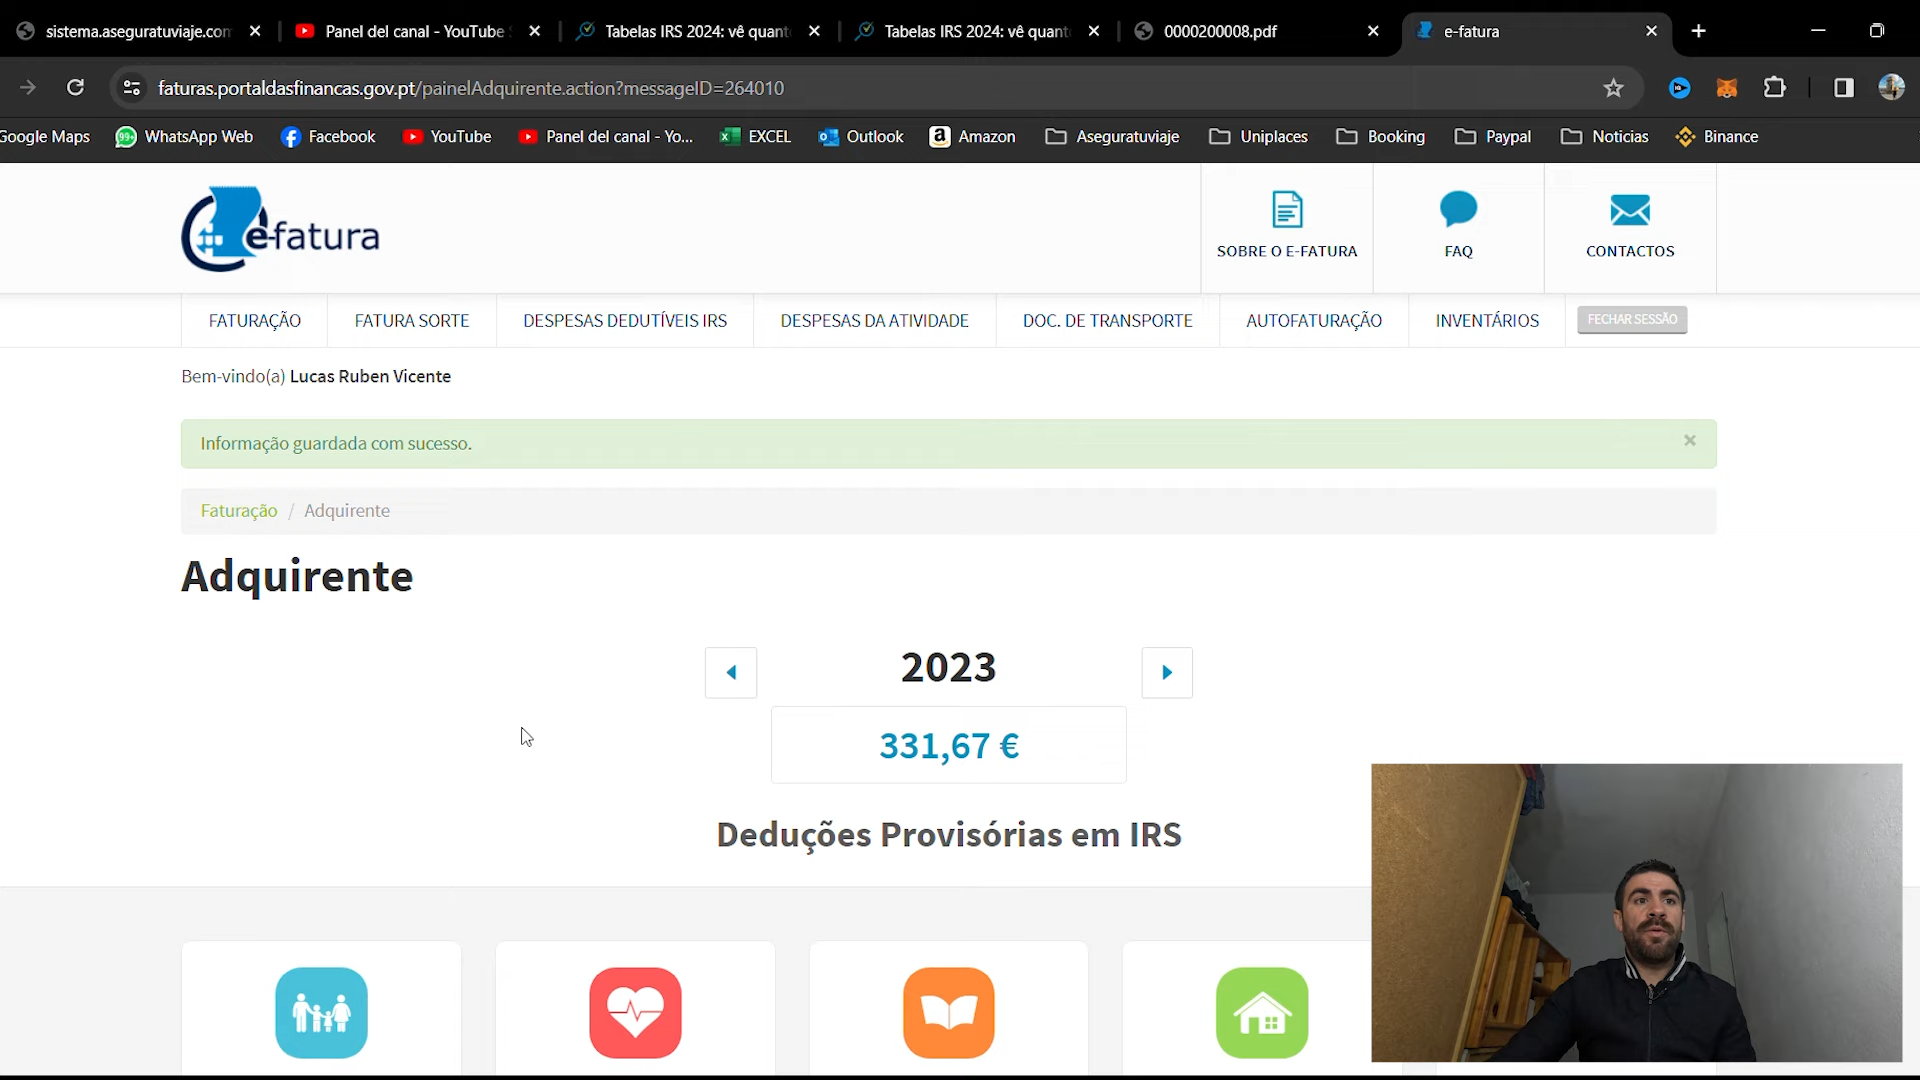 sistema.aseguratuviaje.com
Panel del canal - YouTube
Tabelas IRS 2024: vê quant
Tabelas IRS 2024: vê quant
0000200008.pdf
e-fatura
faturas.portaldasfinancas.gov.pt/painelAdquirente.action?messageID=264010
Google Maps
99+
WhatsApp Web
Facebook
YouTube
Panel del canal - Yo...
EXCEL
Outlook
Amazon
Aseguratuviaje
Uniplaces
Booking
Paypal
Noticias
Binance
e-fatura
SOBRE O E-FATURA
FAQ
CONTACTOS
FATURAÇÃO
FATURA SORTE
DESPESAS DEDUTÍVEIS IRS
DESPESAS DA ATIVIDADE
DOC. DE TRANSPORTE
AUTOFATURAÇÃO
INVENTÁRIOS
FECHAR SESSÃO
Bem-vindo(a) Lucas Ruben Vicente
Informação guardada com sucesso.
Faturação / Adquirente
Adquirente
2023
331,67 €
Deduções Provisórias em IRS